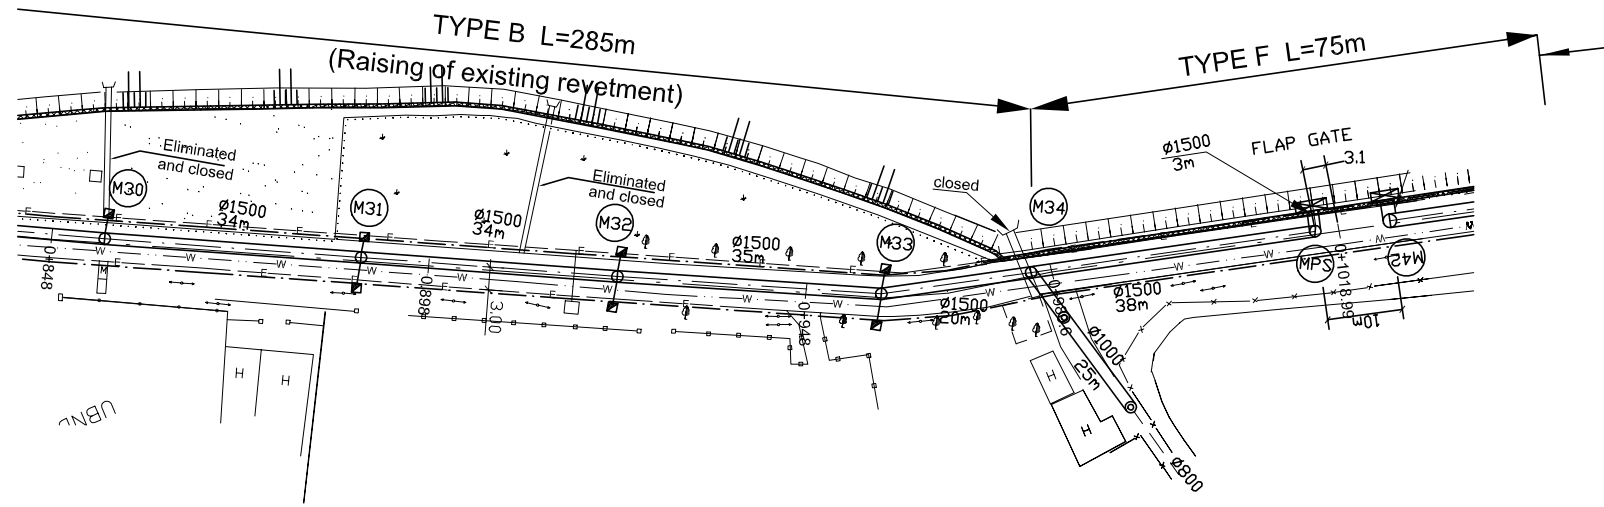 TYPE B L=285m
(Raising of existing revetment)
TYPE F L=75m
Eliminated
and closed
Eliminated
and closed
closed
Ø1500
3m
FLAP GATE
3.1
M30
M31
M32
M33
M34
MPS
M42
Ø1500
34m
Ø1500
34m
Ø1500
35m
Ø1500
20m
Ø1500
38m
0+848
0+898
3.00
0+948
0+1018.99
10m
Ø1000
25m
Ø800
H
H
H
H
M
UBND